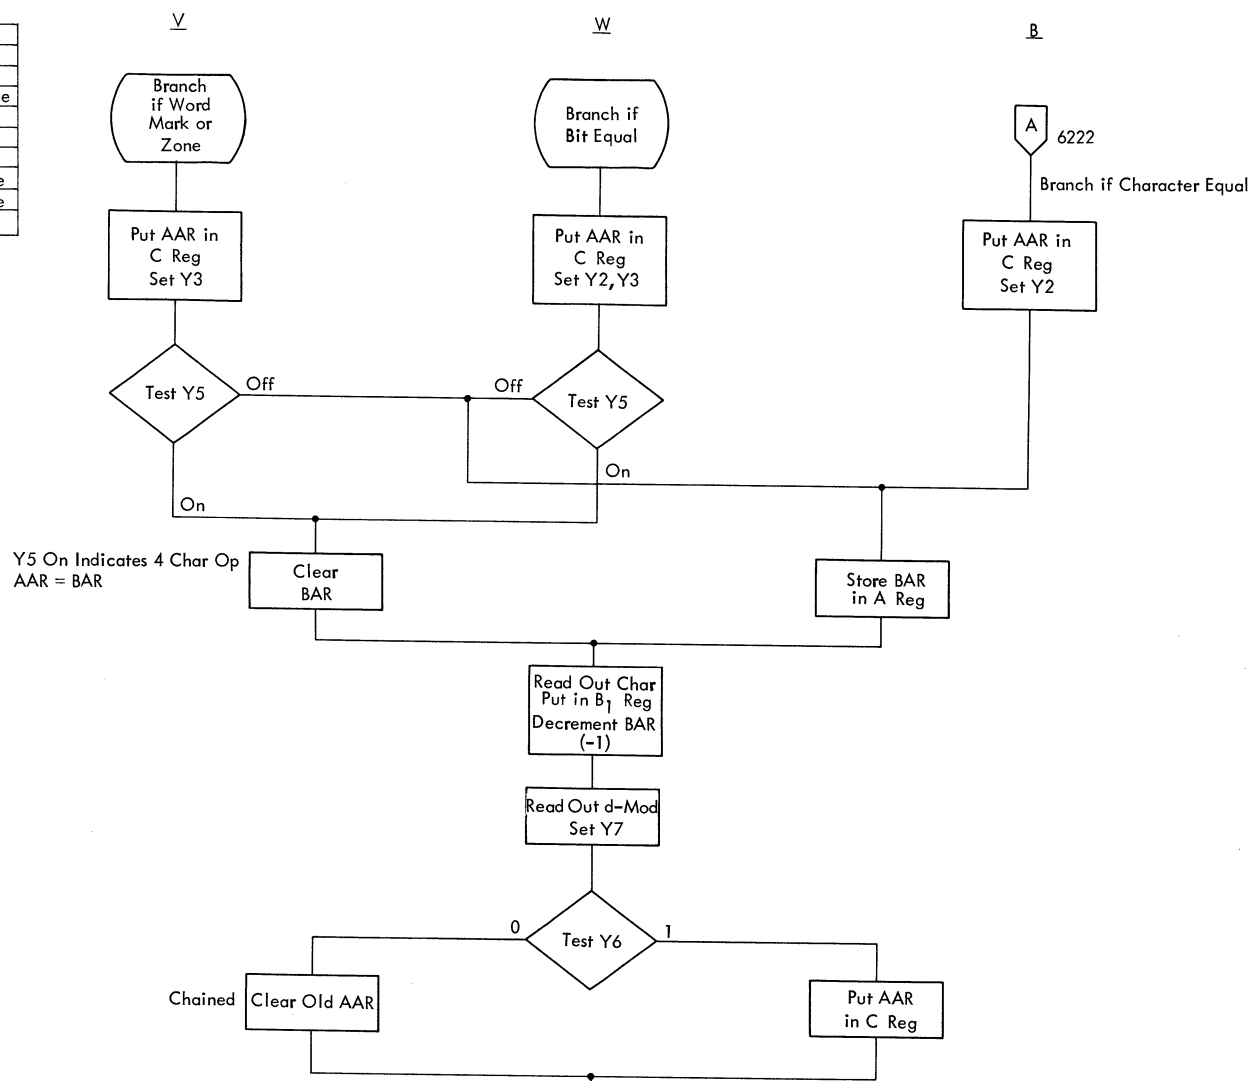 V
W
B
e
e
e
Branch
if Word
Mark or
Zone
Branch if
Bit Equal
A
6222
Branch if Character Equal
Put AAR in
C Reg
Set Y3
Put AAR in
C Reg
Set Y2, Y3
Put AAR in
C Reg
Set Y2
Test Y5
Off
Off
Test Y5
On
On
Y5 On Indicates 4 Char Op
AAR = BAR
Clear
BAR
Store BAR
in A Reg
Read Out Char
Put in B1 Reg
Decrement BAR
(-1)
Read Out d-Mod
Set Y7
0
Test Y6
1
Chained
Clear Old AAR
Put AAR
in C Reg